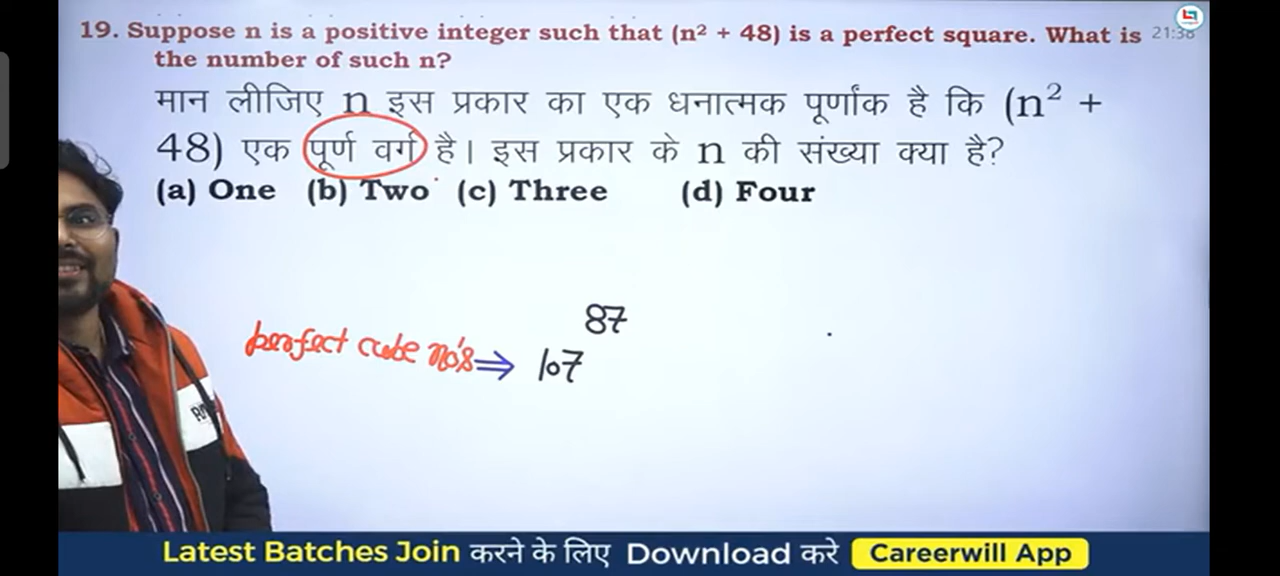 19. Suppose n is a positive integer such that (n² + 48) is a perfect square. What is
21:38
the number of such n?
मान लीजिए n इस प्रकार का एक धनात्मक पूर्णांक है कि (n² +
48) एक पूर्ण वर्ग है। इस प्रकार के n की संख्या क्या है?
(a) One (b) Two (c) Three (d) Four
87
perfect cube no's ⇒ 107
Latest Batches Join करने के लिए Download करे Careerwill App